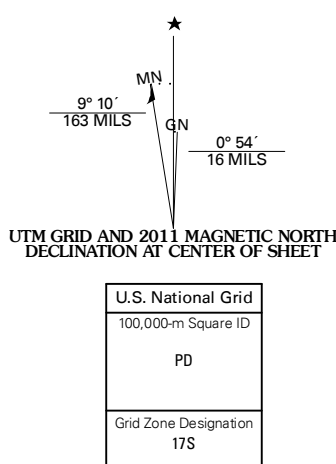 ★
MN
GN
9° 10´
163 MILS
0° 54´
16 MILS
UTM GRID AND 2011 MAGNETIC NORTH
DECLINATION AT CENTER OF SHEET
U.S. National Grid
100,000-m Square ID
PD
Grid Zone Designation
17S